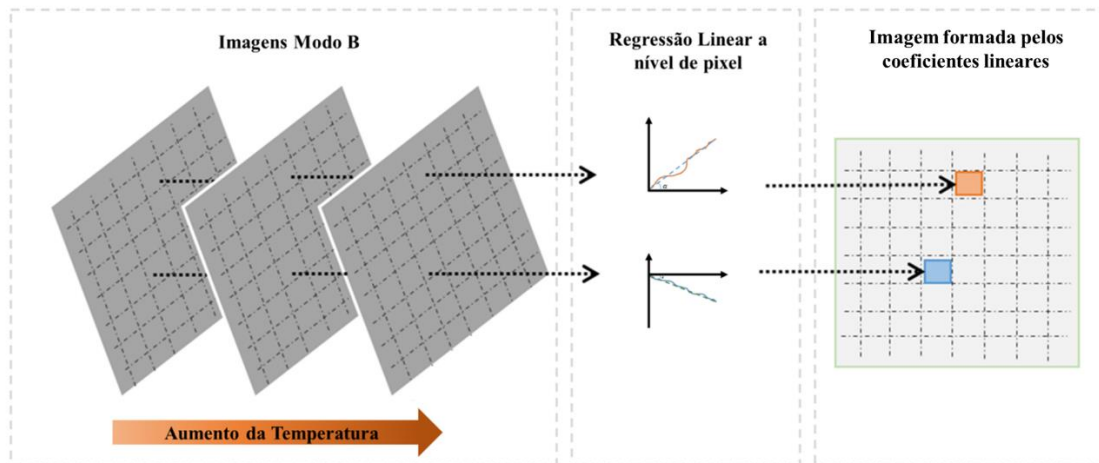 Imagens Modo B
Regressão Linear a
nível de pixel
Imagem formada pelos
coeficientes lineares
α
Aumento da Temperatura